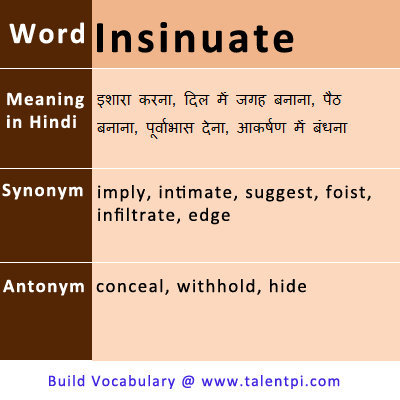 Word Insinuate
Meaning in Hindi इशारा करना, दिल में जगह बनाना, पैठ
बनाना, पूर्वाभास देना, आकर्षण में बंधना
Synonym imply, intimate, suggest, foist,
infiltrate, edge
Antonym conceal, withhold, hide
Build Vocabulary @ www.talentpi.com